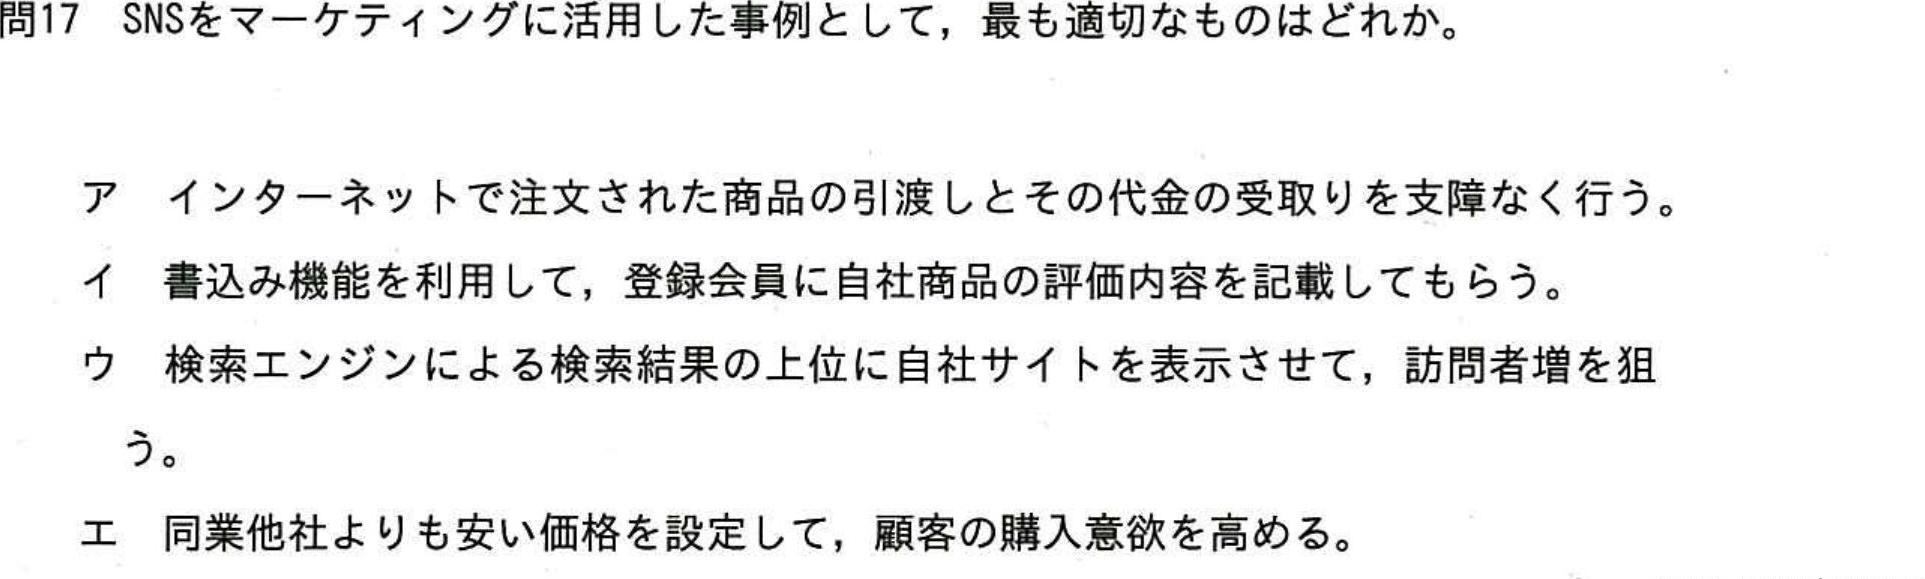 問17　SNSをマーケティングに活用した事例として，最も適切なものはどれか。
ア　インターネットで注文された商品の引渡しとその代金の受取りを支障なく行う。
イ　書込み機能を利用して，登録会員に自社商品の評価内容を記載してもらう。
ウ　検索エンジンによる検索結果の上位に自社サイトを表示させて，訪問者増を狙
う。
エ　同業他社よりも安い価格を設定して，顧客の購入意欲を高める。